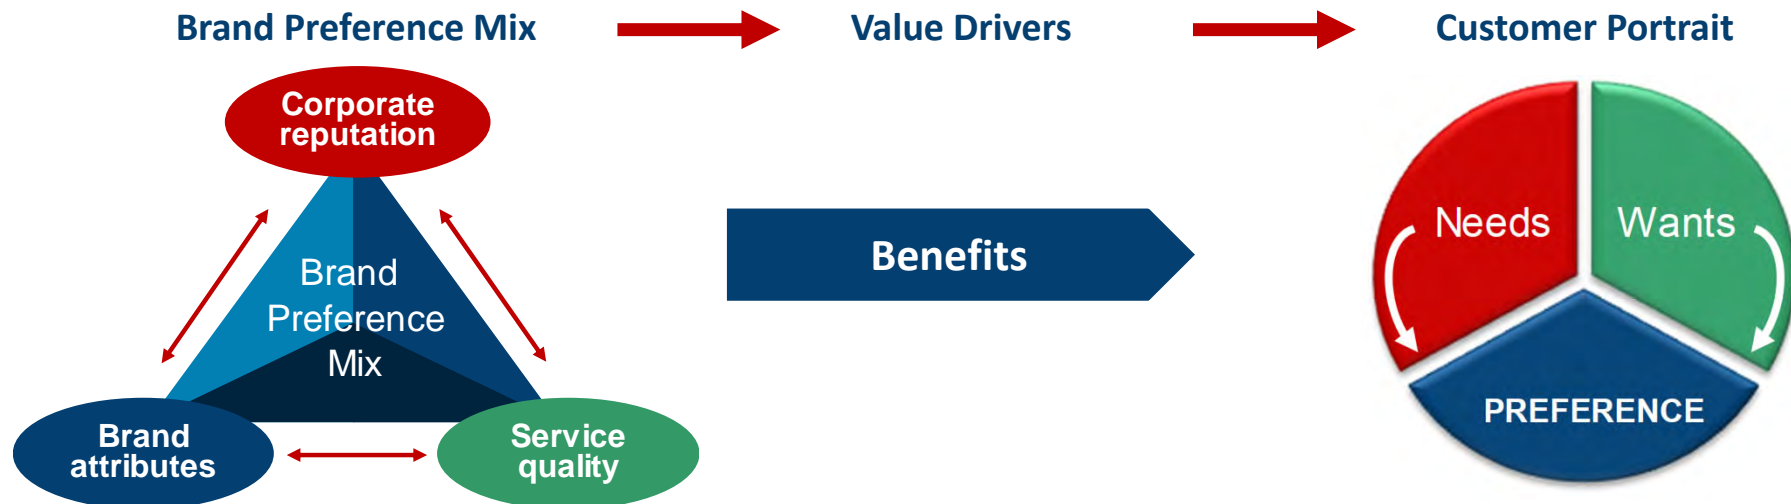 Brand Preference Mix
Value Drivers
Customer Portrait
Corporate
reputation
Brand
Preference
Mix
Brand
attributes
Service
quality
Benefits
Needs
Wants
PREFERENCE